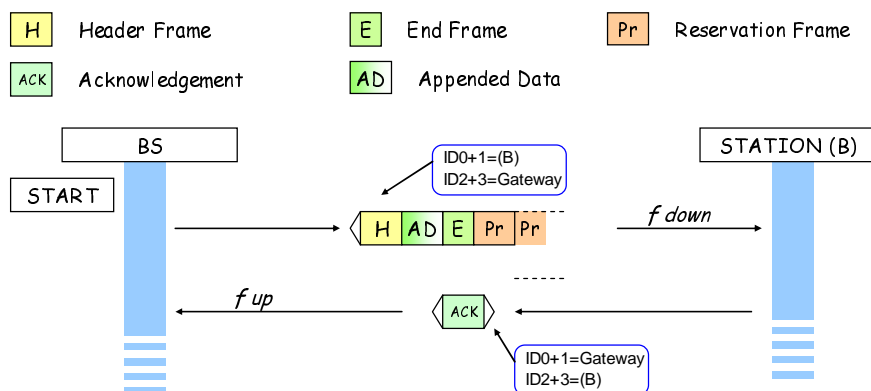 H Header Frame E End Frame Pr Reservation Frame
ACK Acknowledgement AD Appended Data
BS STATION (B)
ID0+1=(B)
ID2+3=Gateway
START
H AD E Pr Pr f down
f up ACK
ID0+1=Gateway
ID2+3=(B)